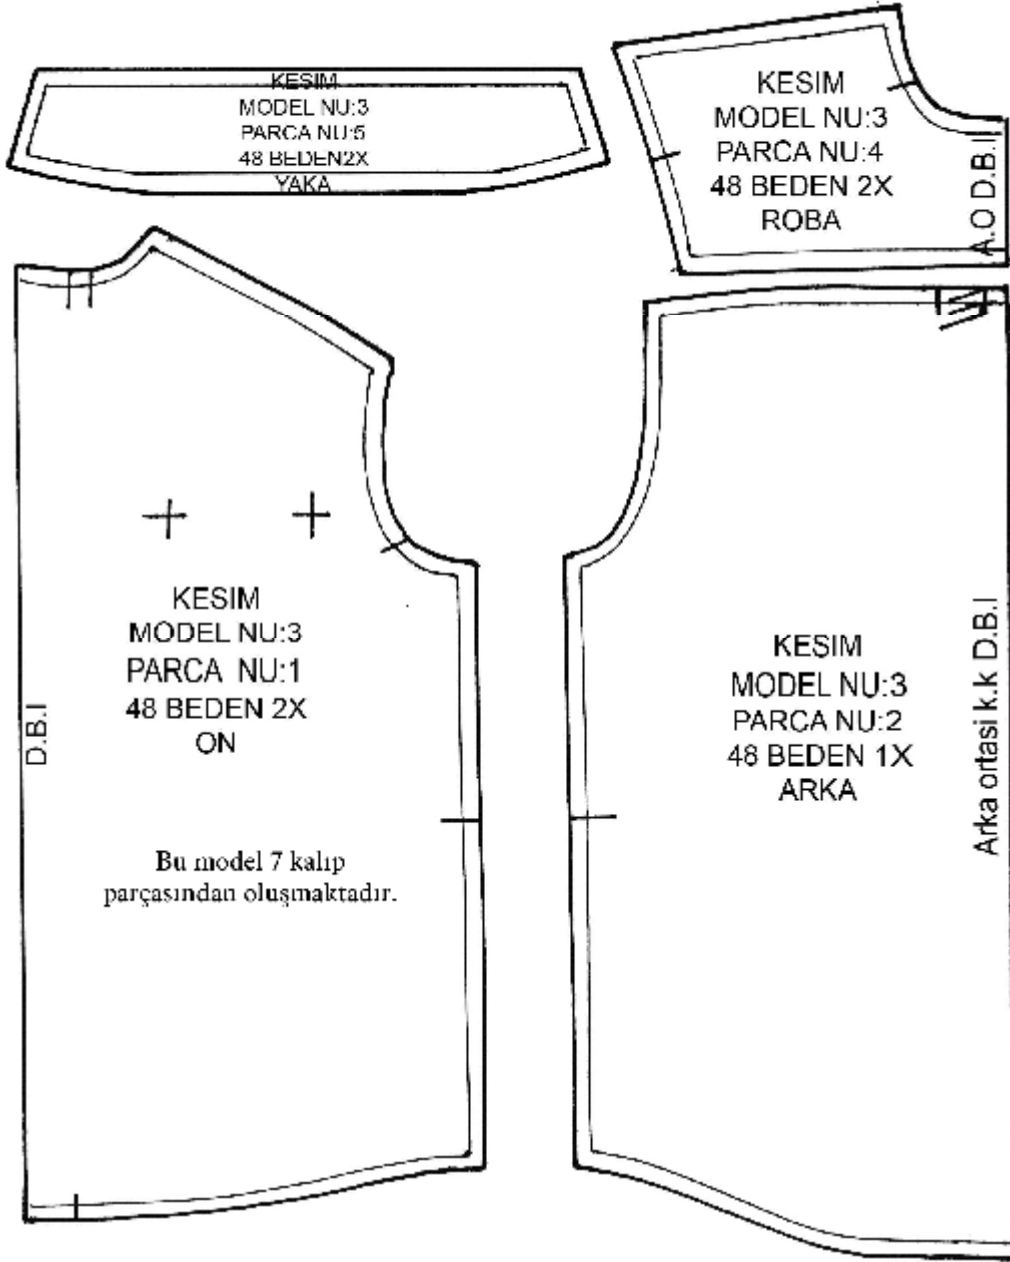 KESIM
MODEL NU:3
PARCA NU:5
48 BEDEN2X
YAKA
KESIM
MODEL NU:3
PARCA NU:4
48 BEDEN 2X
ROBA
A.O D.B.I
KESIM
MODEL NU:3
PARCA NU:1
48 BEDEN 2X
ON
D.B.I
Bu model 7 kalıp
parçasından oluşmaktadır.
KESIM
MODEL NU:3
PARCA NU:2
48 BEDEN 1X
ARKA
Arka ortasi k.k D.B.I